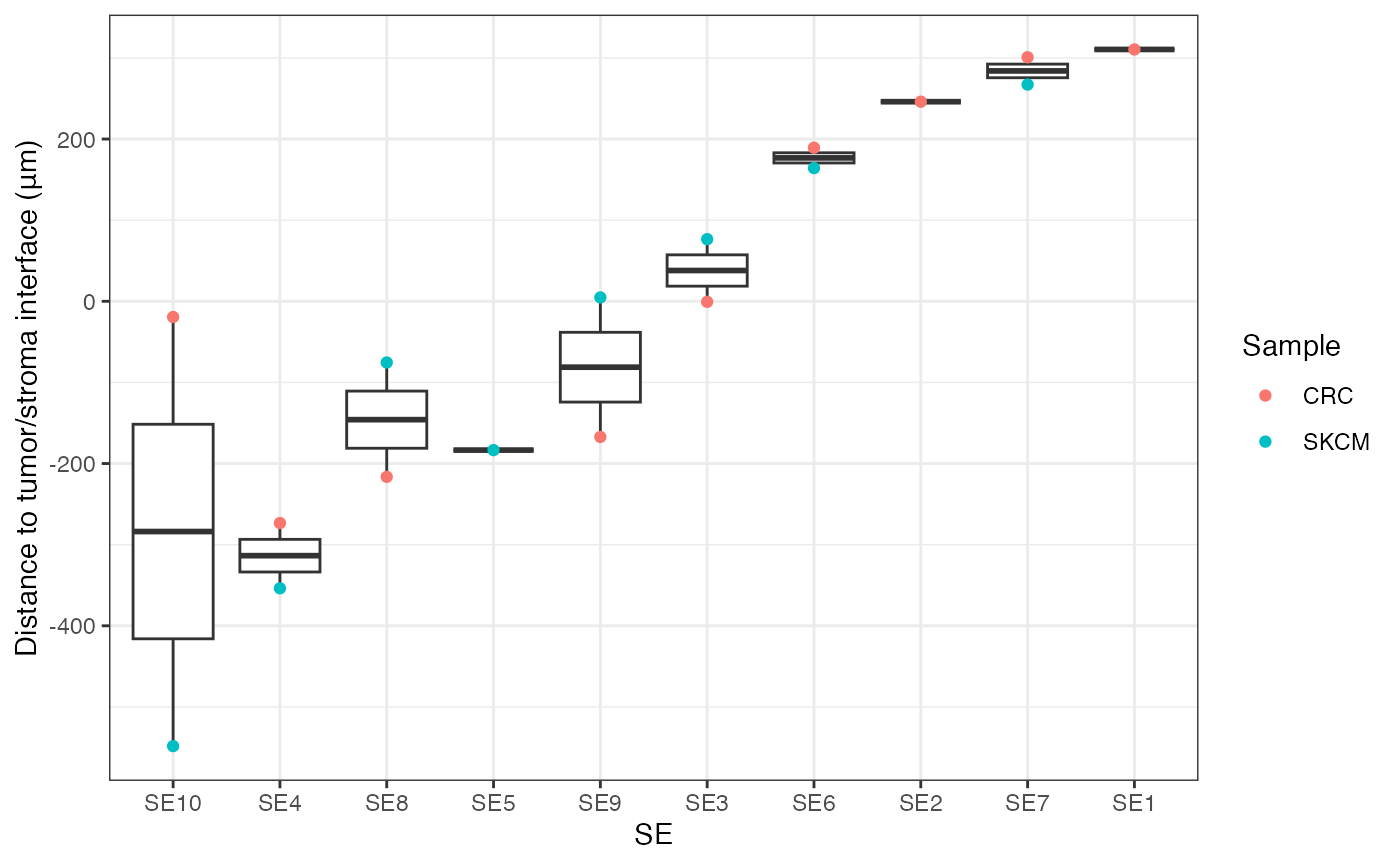 Distance to tumor/stroma interface (µm)
200
0
-200
-400
SE10 SE4 SE8 SE5 SE9 SE3 SE6 SE2 SE7 SE1
SE
Sample
CRC
SKCM